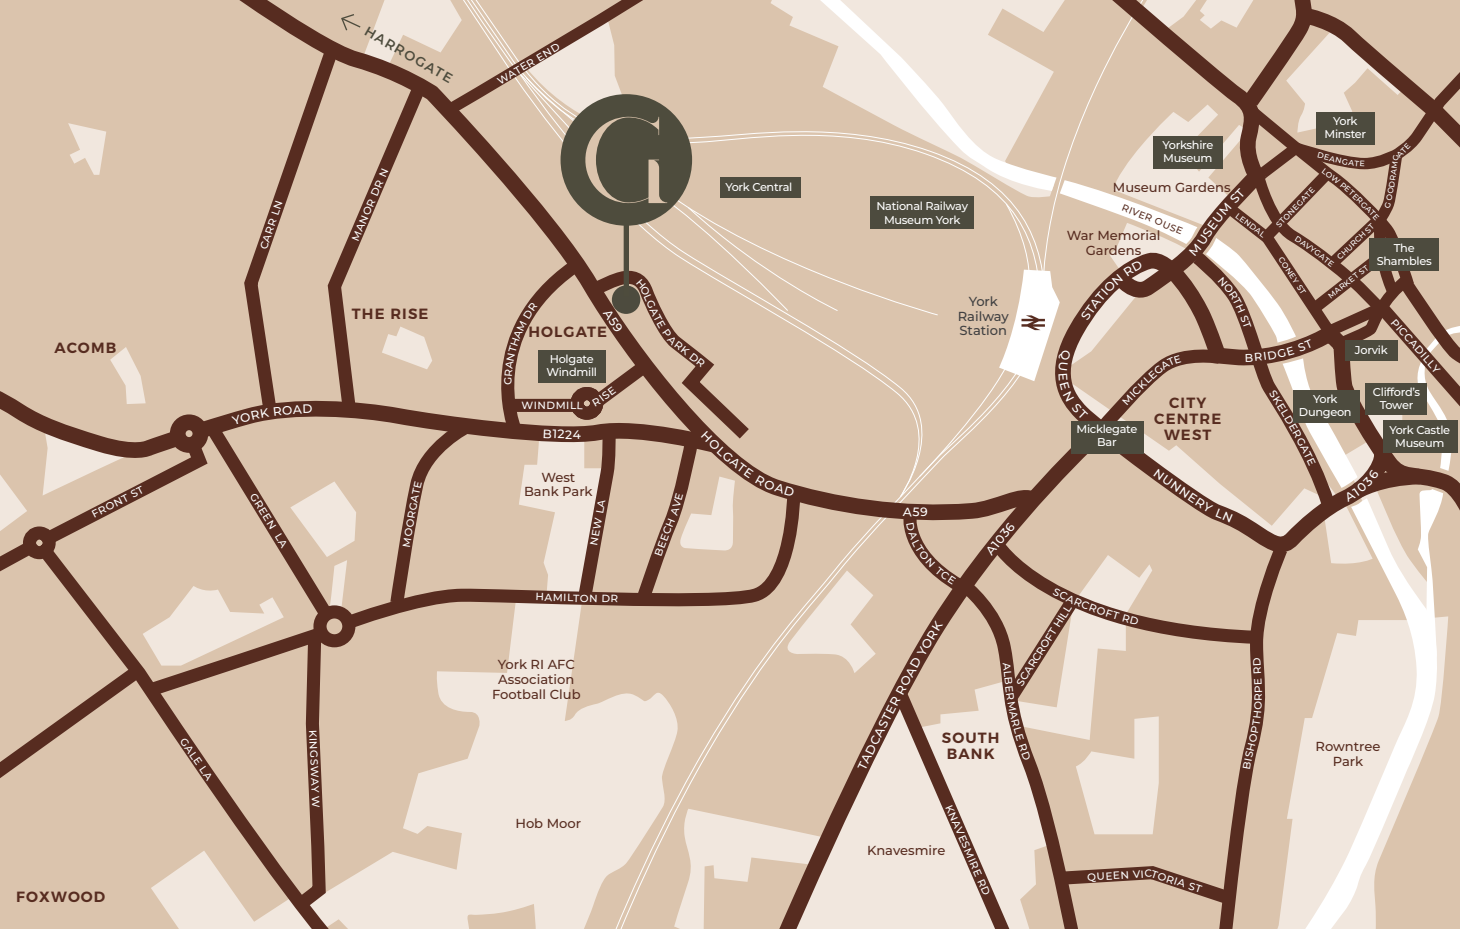 HARROGATE
WATER END
G
York
Minster
DEANGATE
GOODRAMGATE
Yorkshire
Museum
LOW PETERGATE
York Central
Museum Gardens
National Railway
Museum York
RIVER OUSE
MUSEUM ST
LENDAL
STONEGATE
CARR LN
MANOR DR N
War Memorial
Gardens
DAVYGATE
CHURCH ST
The
Shambles
STATION RD
CONEY ST
MARKET ST
THE RISE
HOLGATE
A59
HOLGATE PARK DR
GRANTHAM DR
York
Railway
Station
NORTH ST
PICCADILLY
ACOMB
Holgate
Windmill
BRIDGE ST
Jorvik
QUEEN ST
MICKLEGATE
WINDMILL RISE
CITY
CENTRE
WEST
SKELDERGATE
York
Dungeon
Clifford's
Tower
YORK ROAD
B1224
HOLGATE ROAD
Micklegate
Bar
York Castle
Museum
West
Bank Park
NUNNERY LN
A1036
FRONT ST
GREEN LA
MOORGATE
NEW LA
BEECH AVE
A59
DALTON TCE
A1036
HAMILTON DR
SCARCROFT RD
SCARCROFT HILL
York RI AFC
Association
Football Club
TADCASTER ROAD YORK
ALBERMARLE RD
BISHOPTHORPE RD
SOUTH
BANK
Rowntree
Park
GALE LA
KINGSWAY W
Hob Moor
Knavesmire
KNAVESMIRE RD
QUEEN VICTORIA ST
FOXWOOD